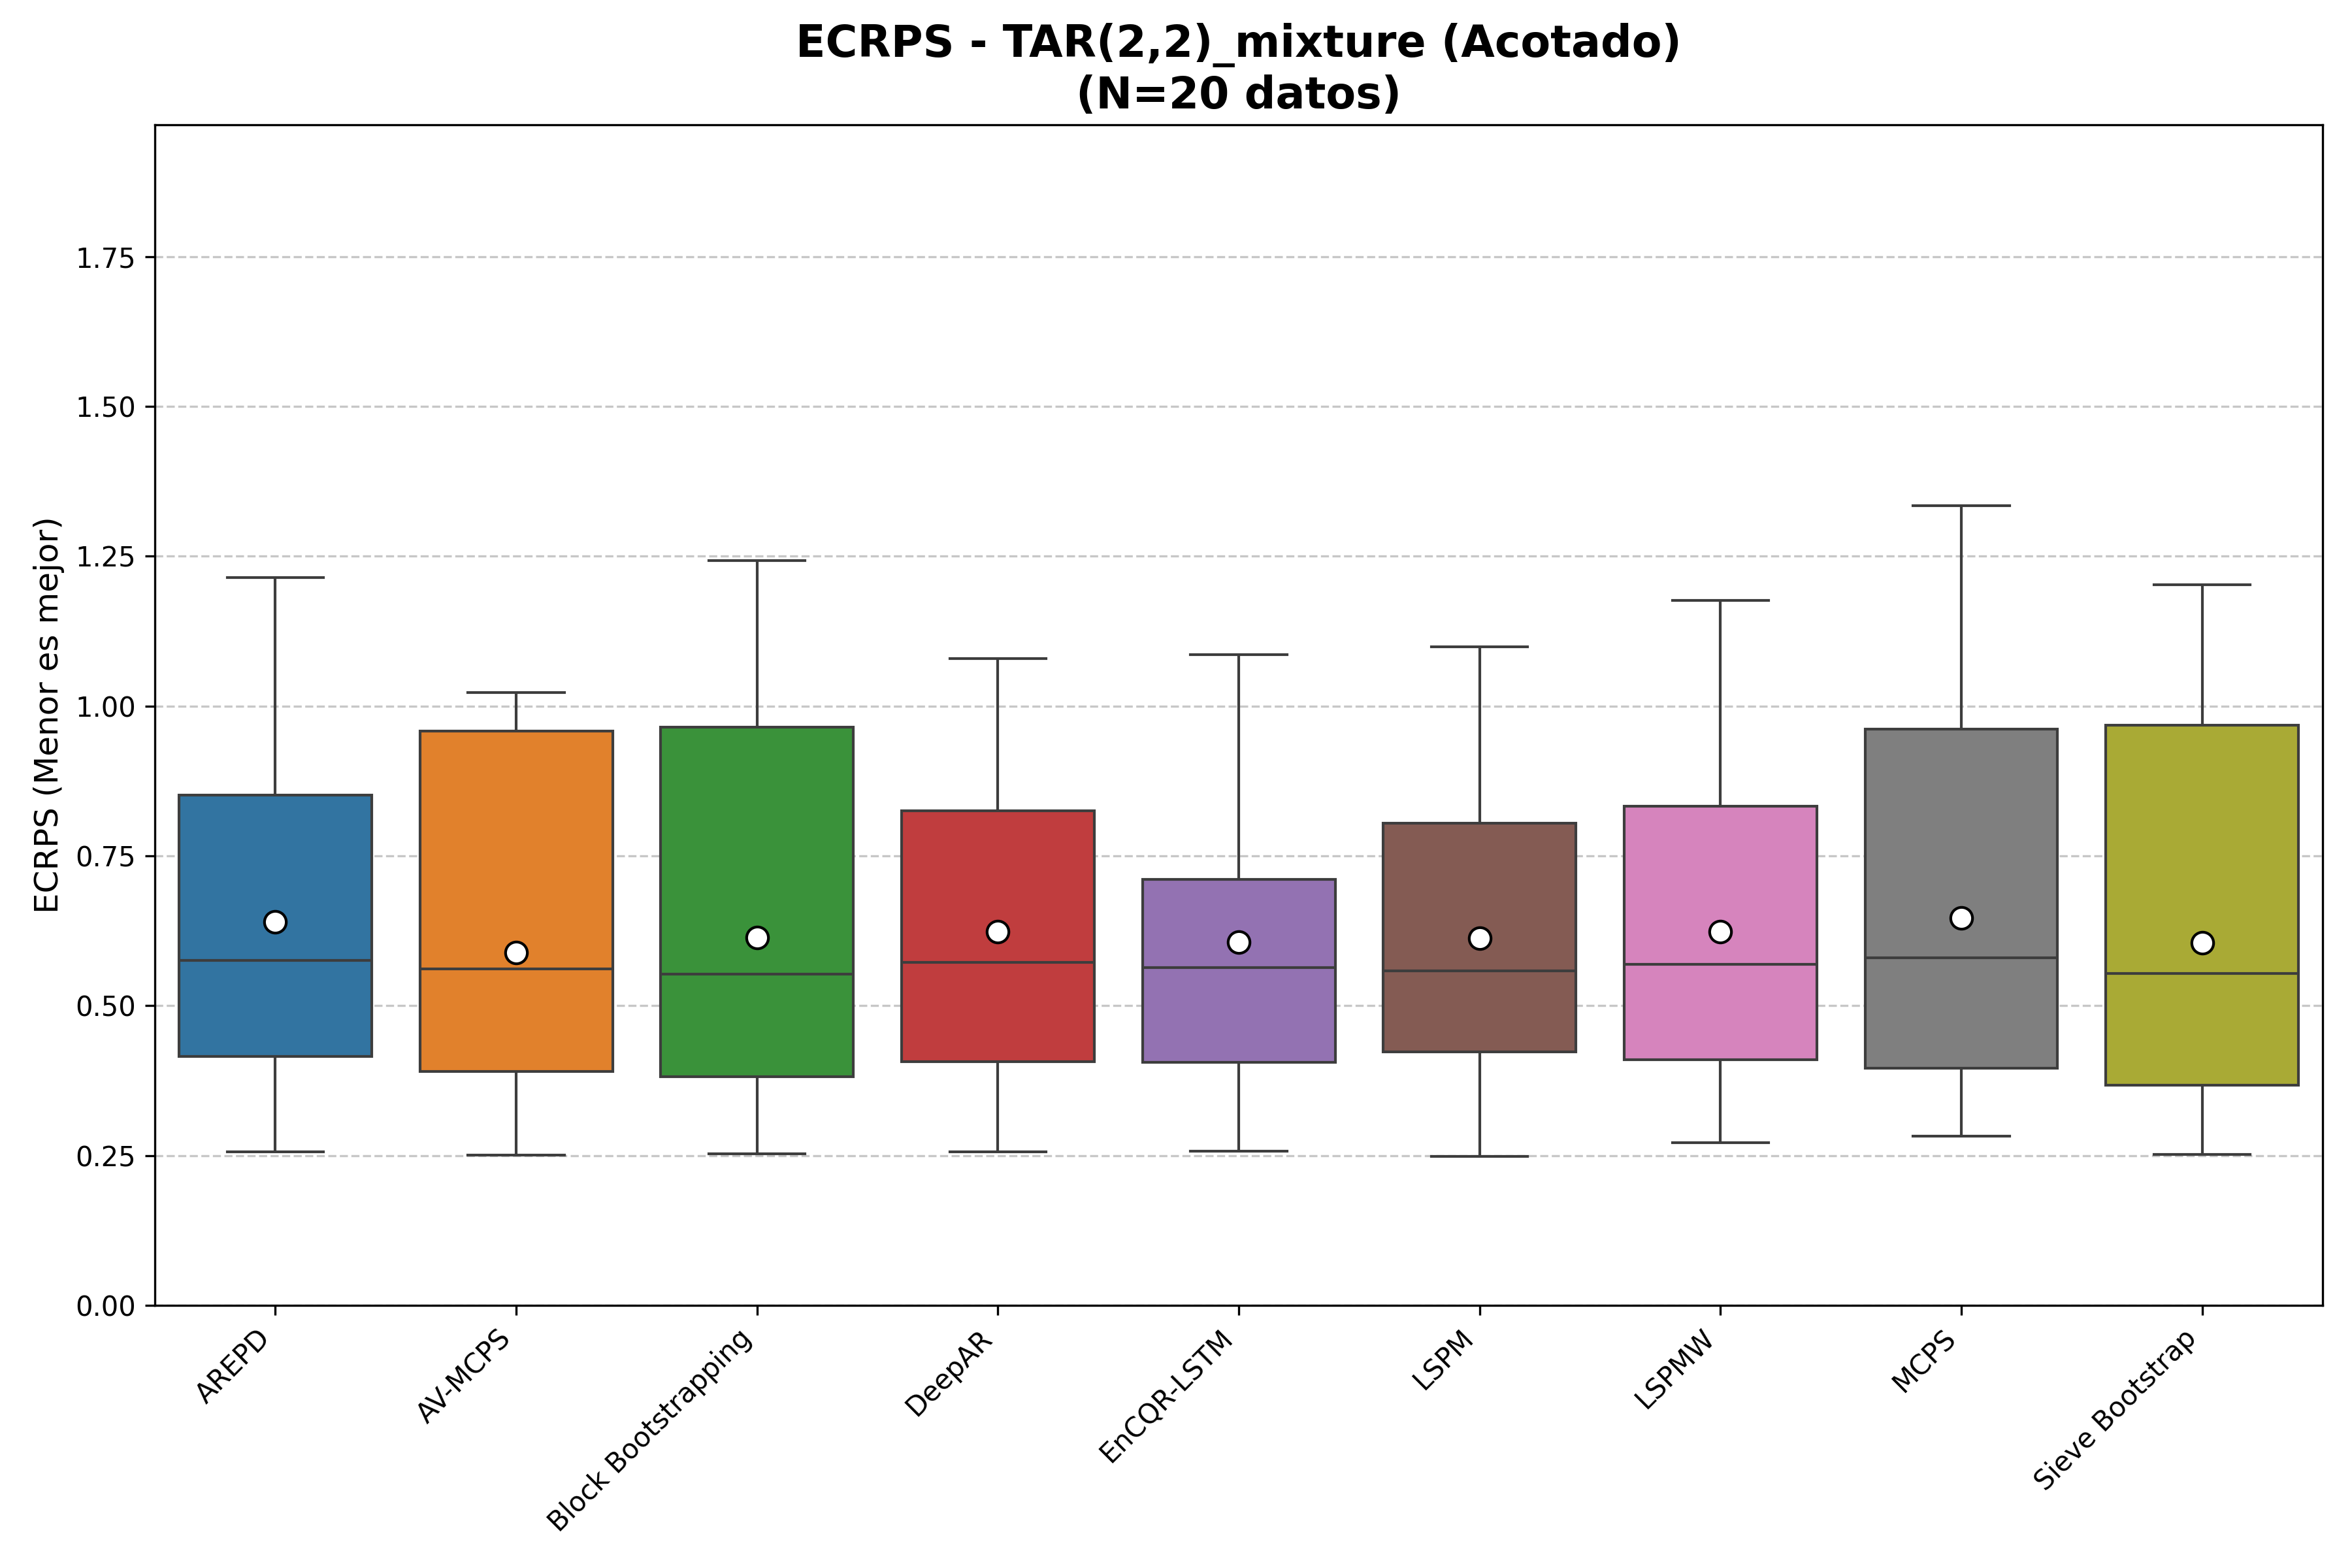 ECRPS - TAR(2,2)_mixture (Acotado)
(N=20 datos)
ECRPS (Menor es mejor)
1.75
1.50
1.25
1.00
0.75
0.50
0.25
0.00
AREPD
AV-MCPS
Block Bootstrapping
DeepAR
EnCQR-LSTM
LSPM
LSPMW
MCPS
Sieve Bootstrap